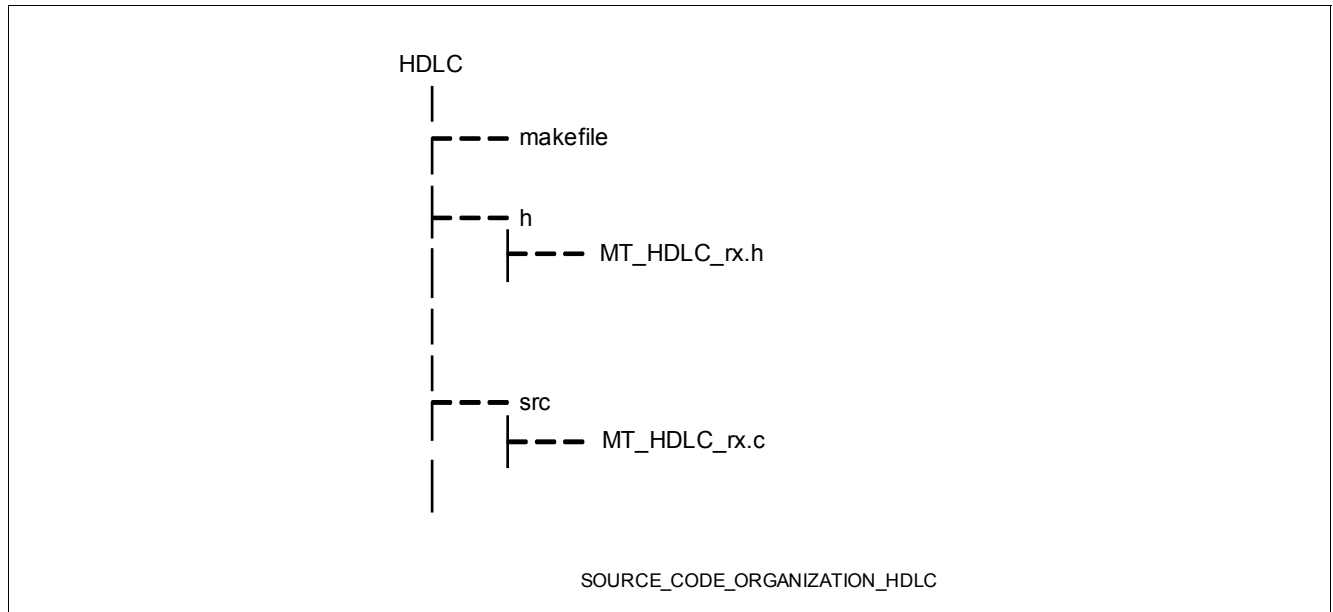 HDLC
makefile
h
MT_HDLC_rx.h
src
MT_HDLC_rx.c
SOURCE_CODE_ORGANIZATION_HDLC